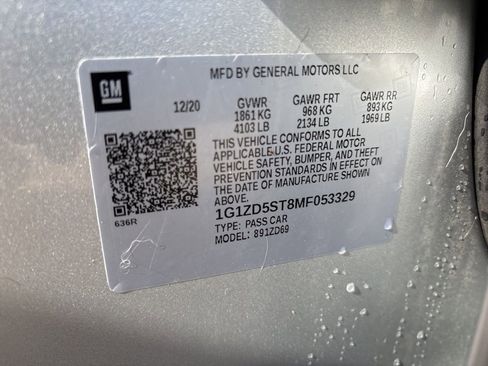 GM
MFD BY GENERAL MOTORS LLC
12/20 GVWR GAWR FRT GAWR RR
1861 KG 968 KG 893 KG
4103 LB 2134 LB 1969 LB
THIS VEHICLE CONFORMS TO ALL
APPLICABLE U.S. FEDERAL MOTOR
VEHICLE SAFETY, BUMPER, AND THEFT
PREVENTION STANDARDS IN EFFECT
ON THE DATE OF MANUFACTURE SHOWN
ABOVE.
636R
1G1ZD5ST8MF053329
TYPE: PASS CAR
MODEL: 891ZD69